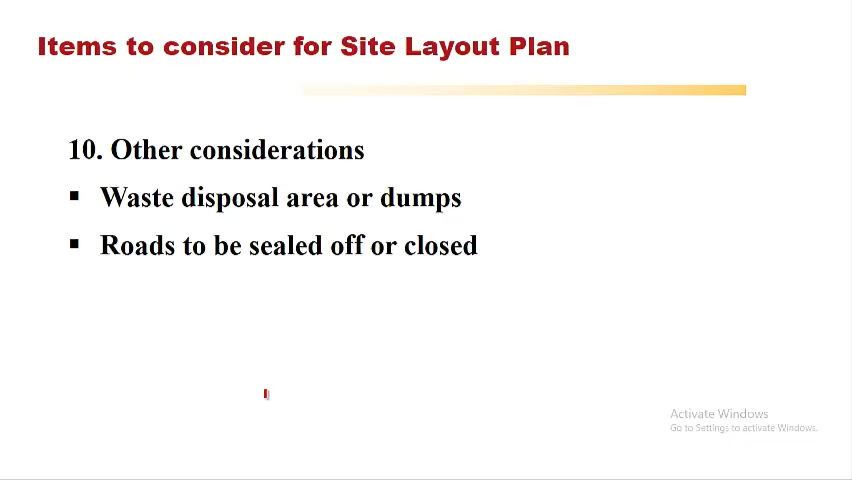 Items to consider for Site Layout Plan
10. Other considerations
▪ Waste disposal area or dumps
▪ Roads to be sealed off or closed
Activate Windows
Go to Settings to activate Windows.